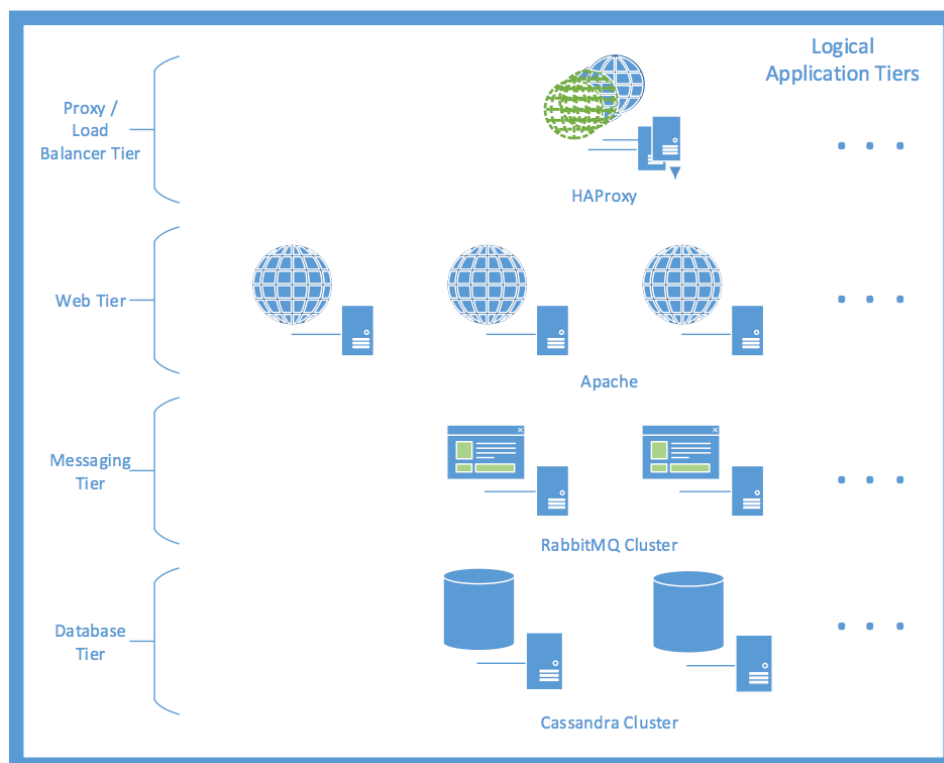 Logical
Application Tiers
Proxy /
Load
Balancer Tier
HAProxy
Web Tier
Apache
Messaging
Tier
RabbitMQ Cluster
Database
Tier
Cassandra Cluster